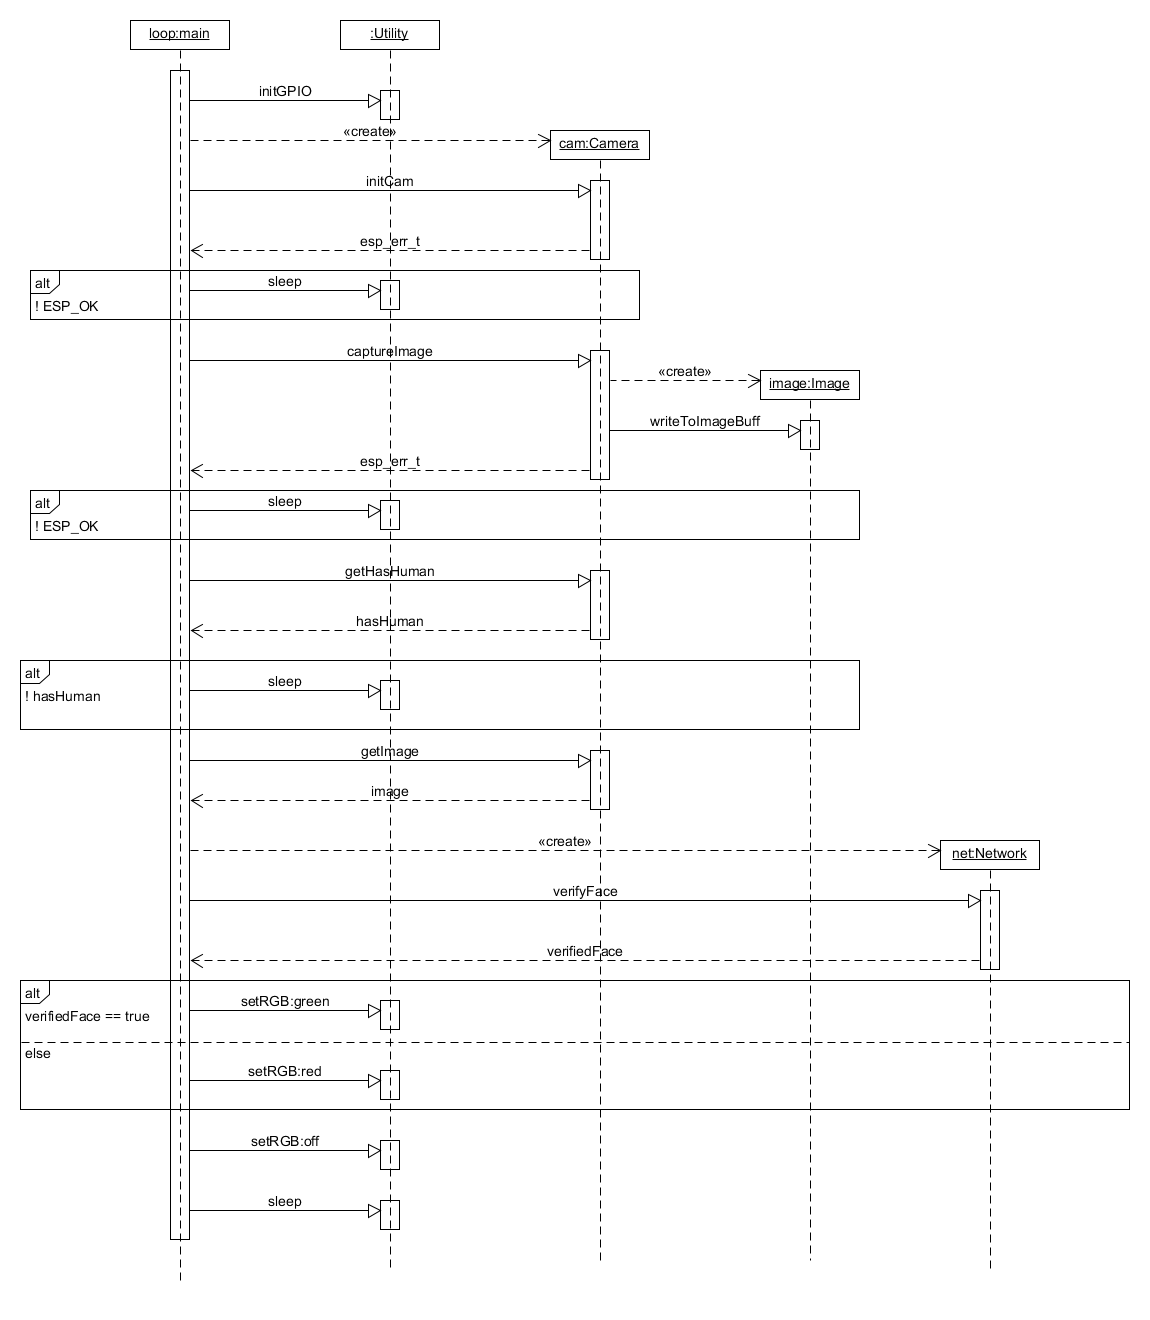 loop:main
:Utility
initGPIO
«create»
cam:Camera
initCam
esp_err_t
alt
sleep
! ESP_OK
captureImage
«create»
image:Image
writeToImageBuff
esp_err_t
alt
sleep
! ESP_OK
getHasHuman
hasHuman
alt
sleep
! hasHuman
getImage
image
«create»
net:Network
verifyFace
verifiedFace
alt
setRGB:green
verifiedFace == true
else
setRGB:red
setRGB:off
sleep